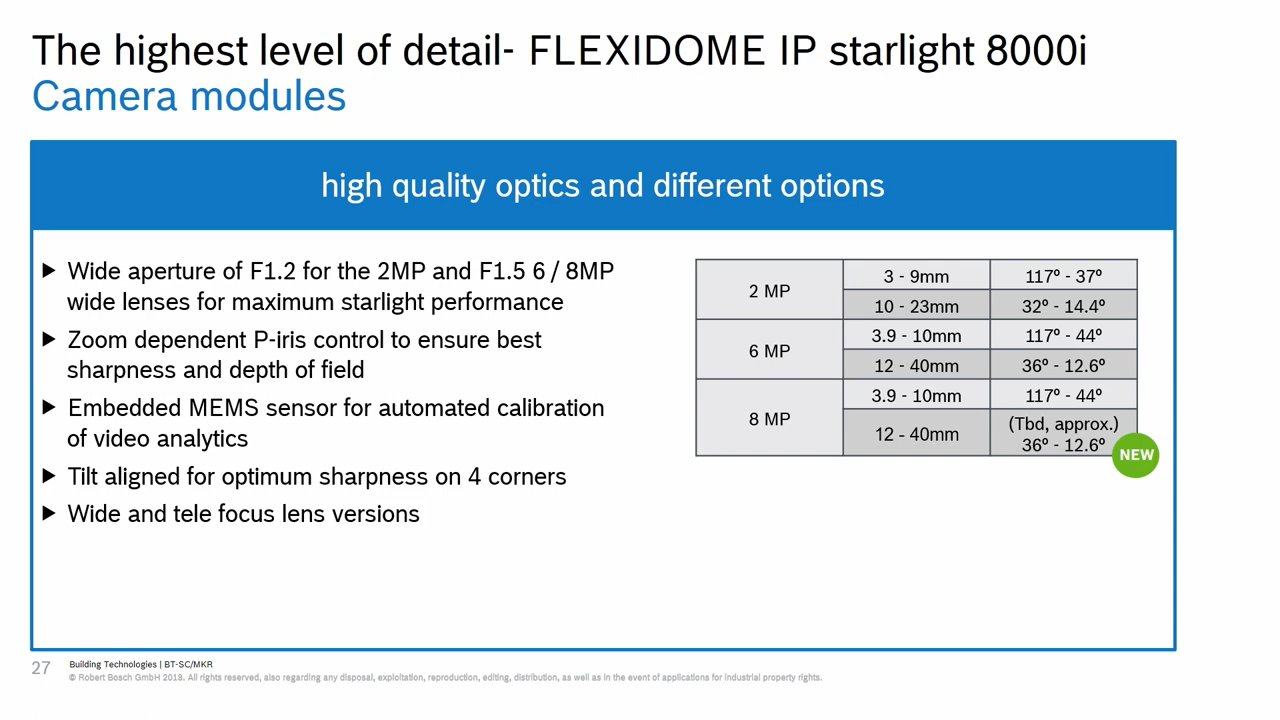 The highest level of detail- FLEXIDOME IP starlight 8000i
Camera modules
high quality optics and different options
Wide aperture of F1.2 for the 2MP and F1.5 6 / 8MP
wide lenses for maximum starlight performance
Zoom dependent P-iris control to ensure best
sharpness and depth of field
Embedded MEMS sensor for automated calibration
of video analytics
Tilt aligned for optimum sharpness on 4 corners
Wide and tele focus lens versions
2 MP
3 - 9mm
117º - 37º
10 - 23mm
32º - 14.4º
6 MP
3.9 - 10mm
117º - 44º
12 - 40mm
36º - 12.6º
8 MP
3.9 - 10mm
117º - 44º
12 - 40mm
(Tbd, approx.)
36º - 12.6º
NEW
27
Building Technologies | BT-SC/MKR
© Robert Bosch GmbH 2018. All rights reserved, also regarding any disposal, exploitation, reproduction, editing, distribution, as well as in the event of applications for industrial property rights.